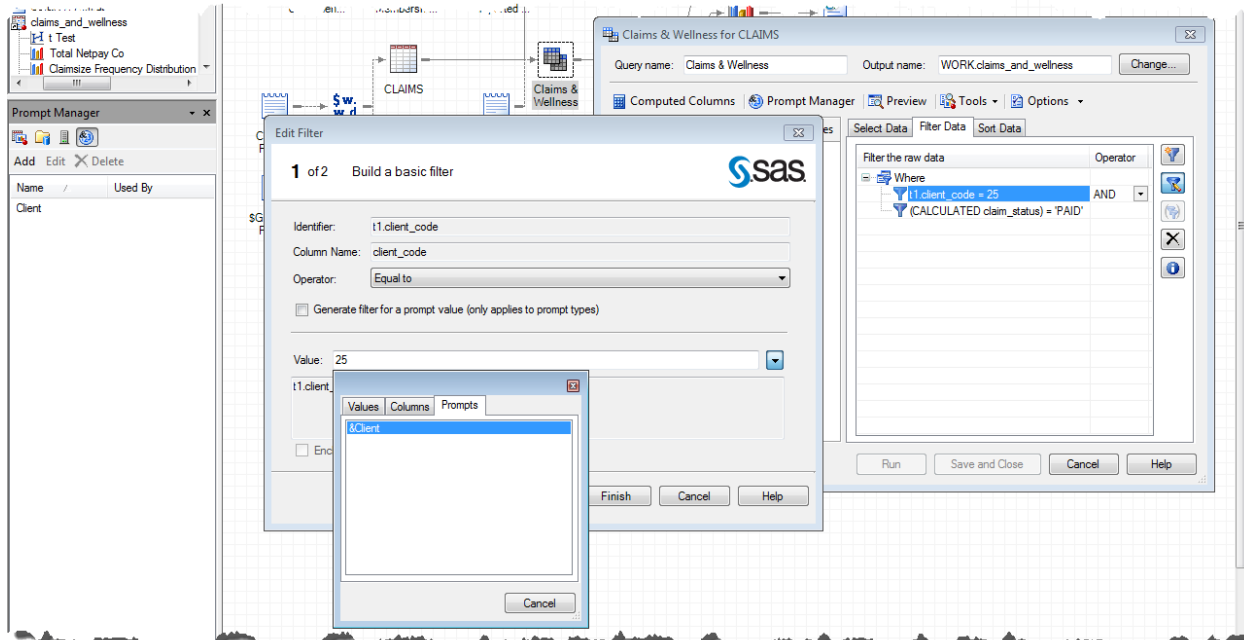 claims_and_wellness
t Test
Total Netpay Co
Claimsize Frequency Distribution
Prompt Manager
Add Edit Delete
Name Used By
Client
CLAIMS
$w.
w.d
Claims &
Wellness
Claims & Wellness for CLAIMS
Query name: Claims & Wellness Output name: WORK.claims_and_wellness Change...
Computed Columns Prompt Manager Preview Tools Options
Select Data Filter Data Sort Data
Filter the raw data Operator
Where
t1.client_code = 25 AND
(CALCULATED claim_status) = 'PAID'
Run Save and Close Cancel Help
Edit Filter
1 of 2 Build a basic filter
sas
Identifier: t1.client_code
Column Name: client_code
Operator: Equal to
Generate filter for a prompt value (only applies to prompt types)
Value: 25
t1.client_
Enc
Values Columns Prompts
&Client
Cancel
Finish Cancel Help